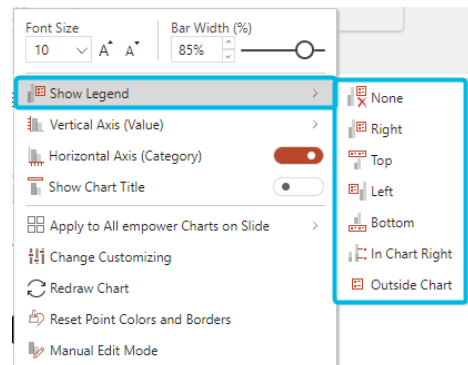 Font Size
Bar Width (%)
10
A A
85%
Show Legend
Vertical Axis (Value)
Horizontal Axis (Category)
Show Chart Title
Apply to All empower Charts on Slide
Change Customizing
Redraw Chart
Reset Point Colors and Borders
Manual Edit Mode
None
Right
Top
Left
Bottom
In Chart Right
Outside Chart